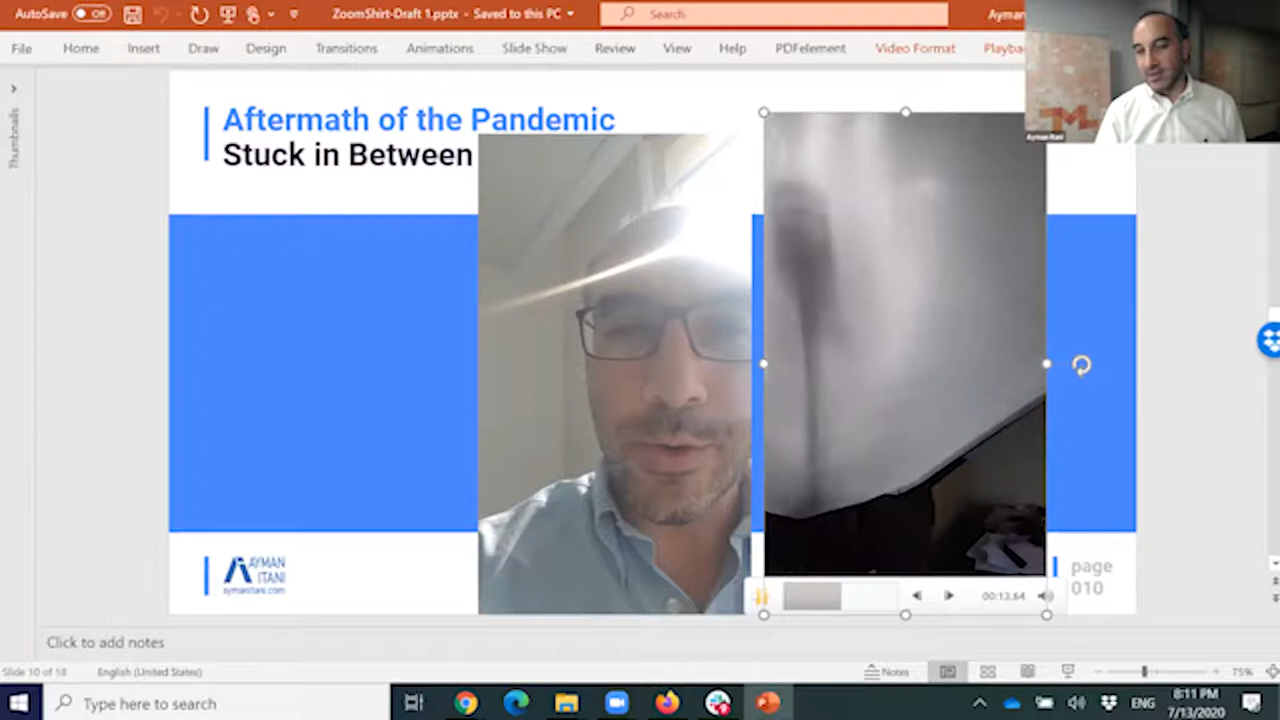 AutoSave Off ZoomShirt-Draft 1.pptx - Saved to this PC Search Ayman
File Home Insert Draw Design Transitions Animations Slide Show Review View Help PDFelement Video Format Playba
Thumbnails
Aftermath of the Pandemic
Stuck in Between
AYMAN
ITANI
aymanitani.com
page
010
00:13.64
Click to add notes
Slide 10 of 18 English (United States) Notes 75%
Type here to search ENG 8:11 PM
7/13/2020